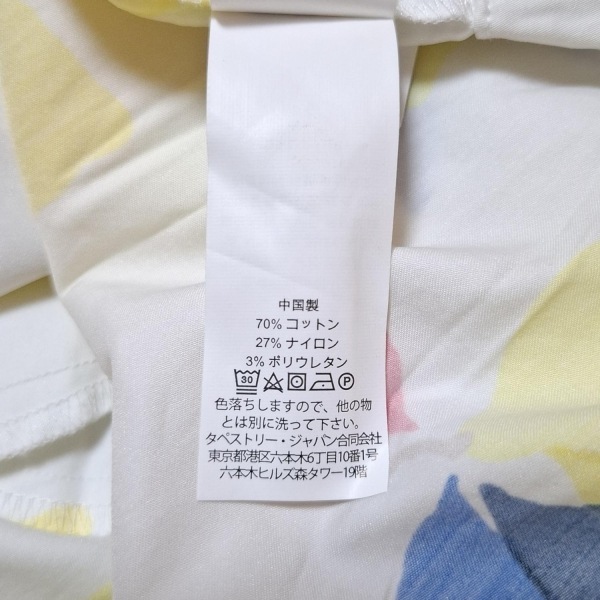 中国製
70% コットン
27% ナイロン
3% ポリウレタン
30 P
色落ちしますので、他の物
とは別に洗って下さい。
タペストリー・ジャパン合同会社
東京都港区六本木6丁目10番1号
六本木ヒルズ森タワー19階